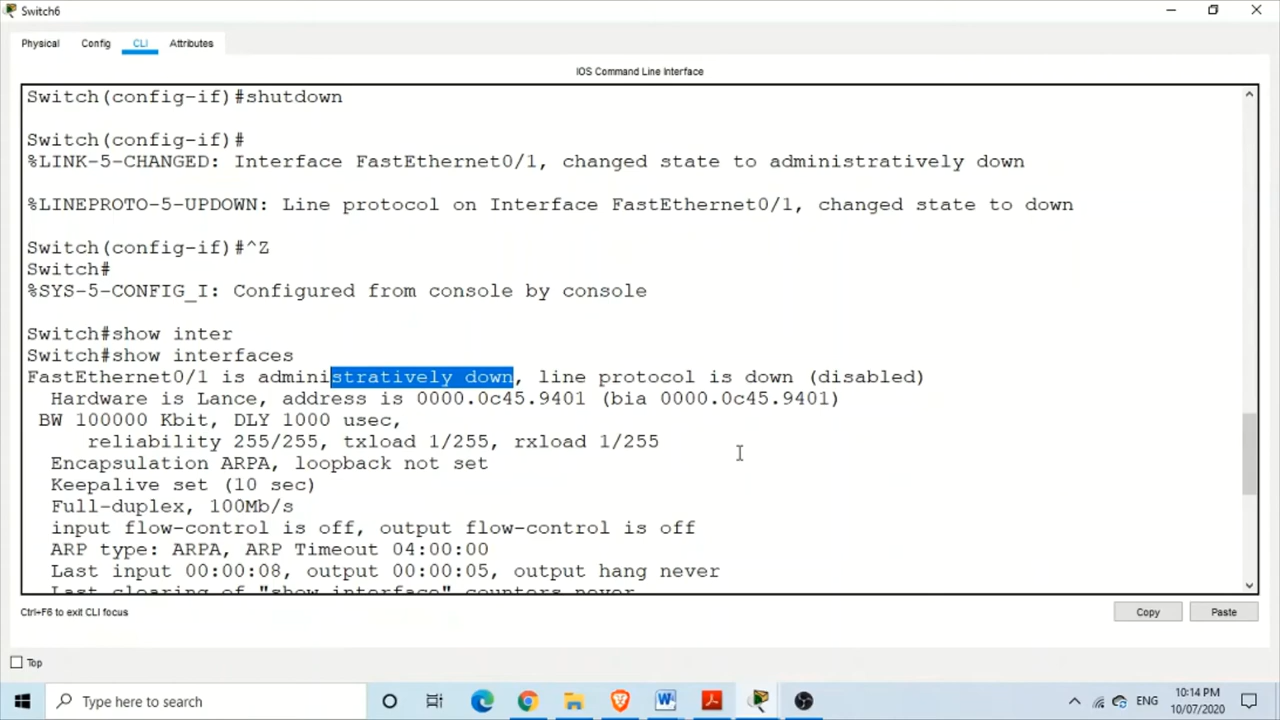 Switch6
Physical Config CLI Attributes
IOS Command Line Interface
Switch(config-if)#shutdown
Switch(config-if)#
%LINK-5-CHANGED: Interface FastEthernet0/1, changed state to administratively down
%LINEPROTO-5-UPDOWN: Line protocol on Interface FastEthernet0/1, changed state to down
Switch(config-if)#^Z
Switch#
%SYS-5-CONFIG_I: Configured from console by console
Switch#show inter
Switch#show interfaces
FastEthernet0/1 is administratively down, line protocol is down (disabled)
Hardware is Lance, address is 0000.0c45.9401 (bia 0000.0c45.9401)
BW 100000 Kbit, DLY 1000 usec,
reliability 255/255, txload 1/255, rxload 1/255
Encapsulation ARPA, loopback not set
Keepalive set (10 sec)
Full-duplex, 100Mb/s
input flow-control is off, output flow-control is off
ARP type: ARPA, ARP Timeout 04:00:00
Last input 00:00:08, output 00:00:05, output hang never
Last clearing of "show interface" counters never
Ctrl+F6 to exit CLI focus
Copy Paste
Top
Type here to search
ENG
10:14 PM
10/07/2020